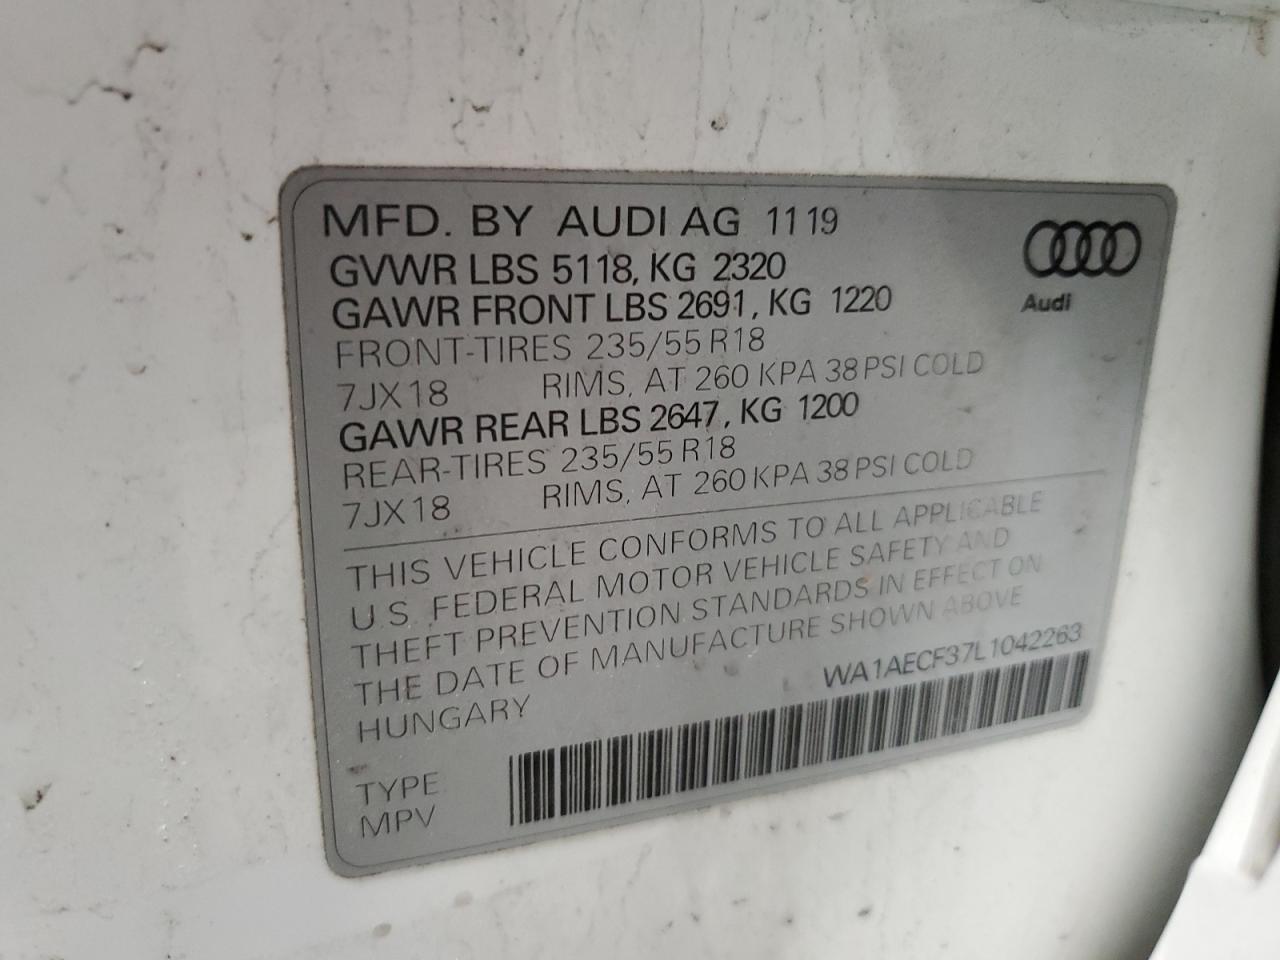 MFD. BY AUDI AG 11 19
GVWR LBS 5118, KG 2320
GAWR FRONT LBS 2691, KG 1220
FRONT-TIRES 235/55 R18
7JX18 RIMS, AT 260 KPA 38 PSI COLD
GAWR REAR LBS 2647, KG 1200
REAR-TIRES 235/55 R18
7JX18 RIMS, AT 260 KPA 38 PSI COLD
Audi
THIS VEHICLE CONFORMS TO ALL APPLICABLE
U.S. FEDERAL MOTOR VEHICLE SAFETY AND
THEFT PREVENTION STANDARDS IN EFFECT ON
THE DATE OF MANUFACTURE SHOWN ABOVE
HUNGARY
WA1AECF37L1042263
TYPE
MPV